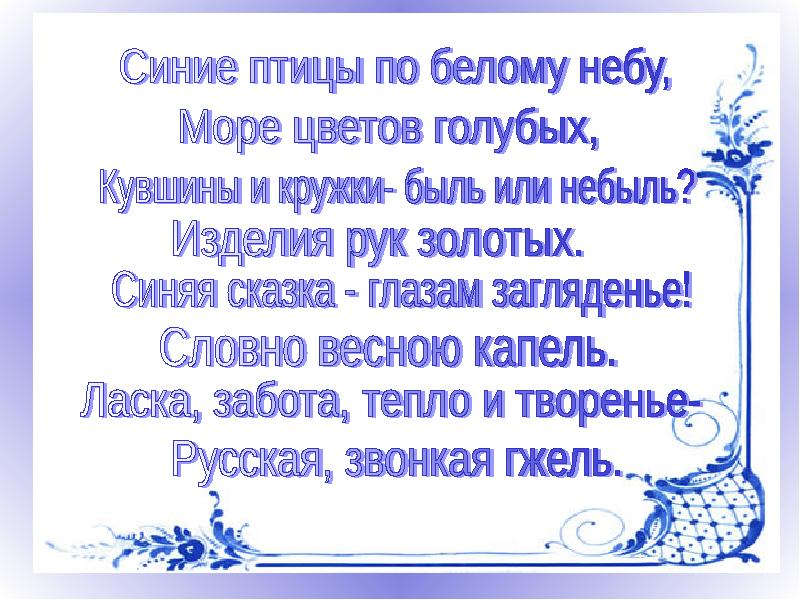 Синие птицы по белому небу,
Море цветов голубых,
Кувшины и кружки- быль или небыль?
Изделия рук золотых.
Синяя сказка - глазам загляденье!
Словно весною капель.
Ласка, забота, тепло и творенье-
Русская, звонкая гжель.